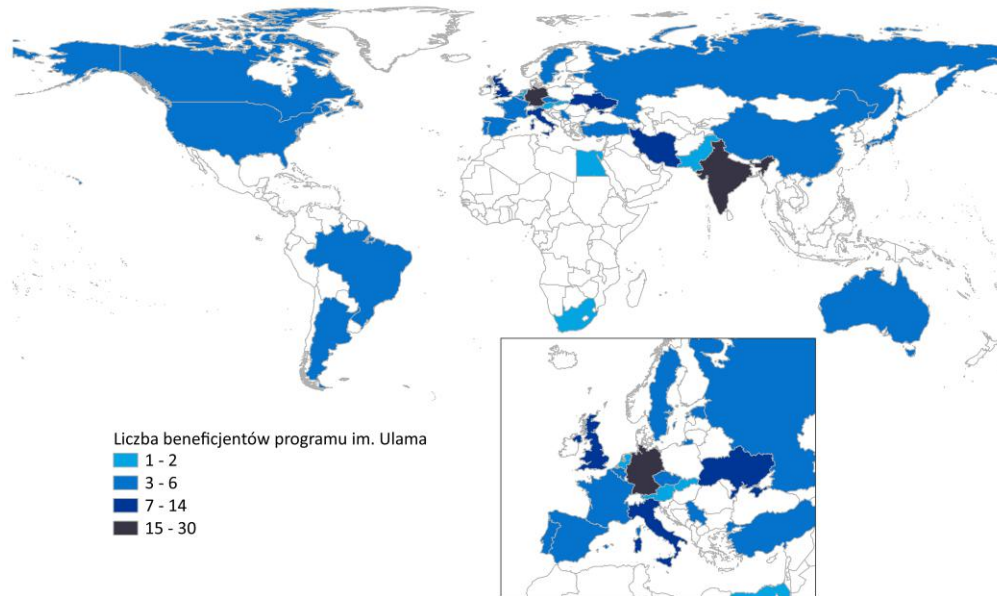 Liczba beneficjentów programu im. Ulama
1 - 2
3 - 6
7 - 14
15 - 30